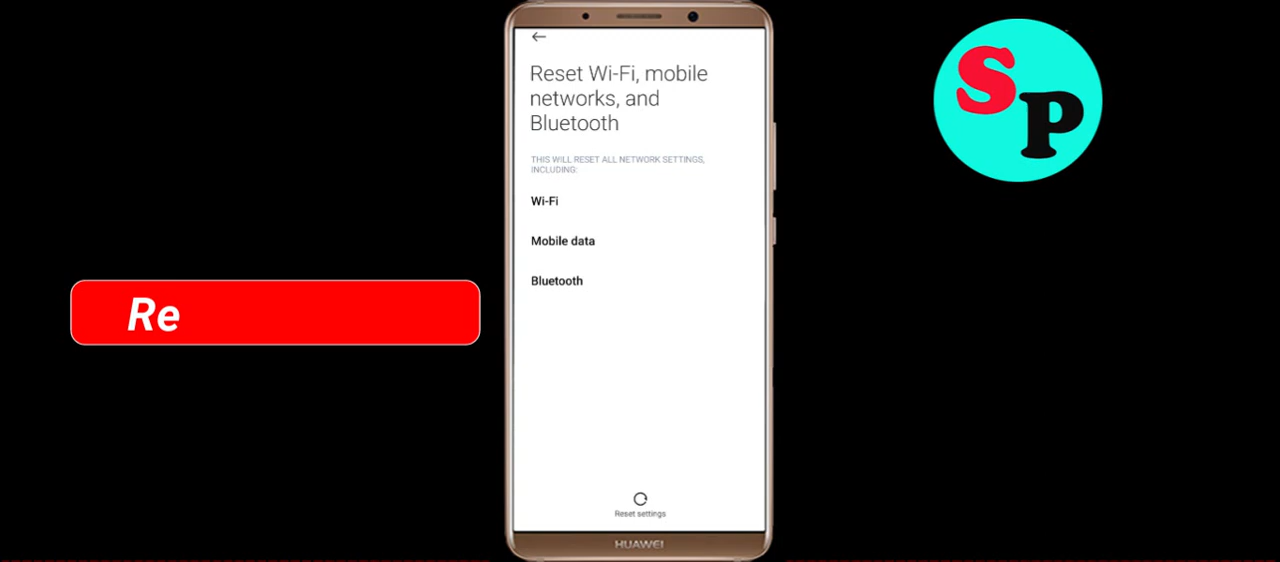 Reset Wi-Fi, mobile
networks, and
Bluetooth
THIS WILL RESET ALL NETWORK SETTINGS,
INCLUDING:
Wi-Fi
Mobile data
Bluetooth
Reset settings
HUAWEI
Re
SP